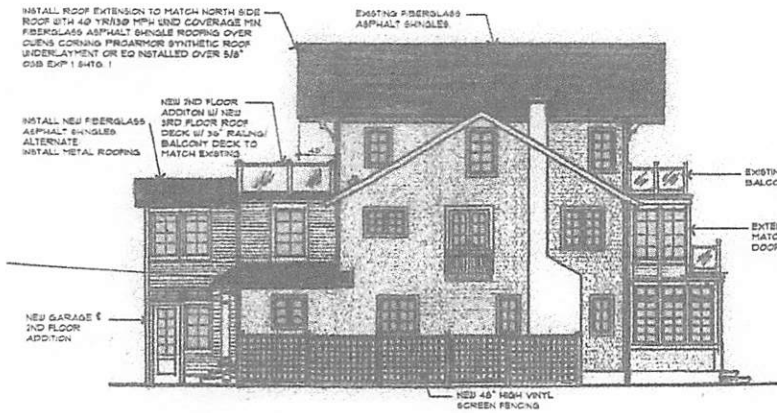 INSTALL ROOF EXTENSION TO MATCH NORTH SIDE
ROOF WITH 40 YR/130 MPH WIND COVERAGE MIN.
FIBERGLASS ASPHALT SHINGLE ROOFING OVER
OWENS CORNING PROARMOR SYNTHETIC ROOF
UNDERLAYMENT OR EQ INSTALLED OVER 5/8"
OSB EXP 1 SHTG. 1
EXISTING FIBERGLASS
ASPHALT SHINGLES.
INSTALL NEW FIBERGLASS
ASPHALT SHINGLES
ALTERNATE:
INSTALL METAL ROOFING
NEW 2ND FLOOR
ADDITON W/ NEW
3RD FLOOR ROOF
DECK W/ 36" RALNG/
BALCONY DECK TO
MATCH EXISTING
EXISTIN
BALCO
EXTE
MATC
DOOR
NEW GARAGE &
2ND FLOOR
ADDITION
NEW 48" HIGH VINYL
SCREEN FENCING